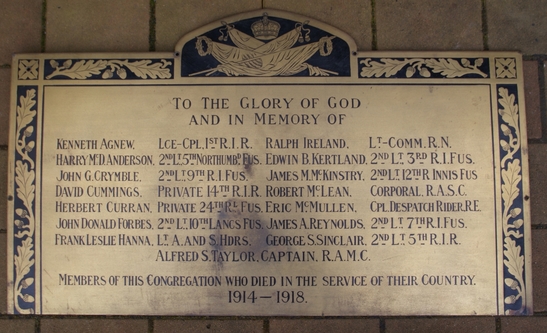 TO THE GLORY OF GOD
AND IN MEMORY OF
KENNETH AGNEW, LCE-CPL, 1ST R.I.R. RALPH IRELAND, LT-COMM. R.N.
HARRY McD. ANDERSON, 2ND LT. 5TH NORTHUMBD FUS. EDWIN B. KERTLAND, 2ND LT. 3RD R.I. FUS.
JOHN G. CRYMBLE, 2ND LT. 9TH R.I. FUS. JAMES M. McKINSTRY, 2ND LT. 12TH R INNIS FUS
DAVID CUMMINGS, PRIVATE 14TH R.I.R. ROBERT McLEAN, CORPORAL, R.A.S.C.
HERBERT CURRAN, PRIVATE 24TH RL FUS. ERIC McMULLEN, CPL. DESPATCH RIDER, R.E.
JOHN DONALD FORBES, 2ND LT. 10TH LANCS FUS. JAMES A. REYNOLDS, 2ND LT. 7TH R.I. FUS.
FRANK LESLIE HANNA, LT. A. AND S. HDRS. GEORGE S. SINCLAIR, 2ND LT. 5TH R.I.R.
ALFRED S. TAYLOR, CAPTAIN, R.A.M.C.
MEMBERS OF THIS CONGREGATION WHO DIED IN THE SERVICE OF THEIR COUNTRY.
1914 — 1918.